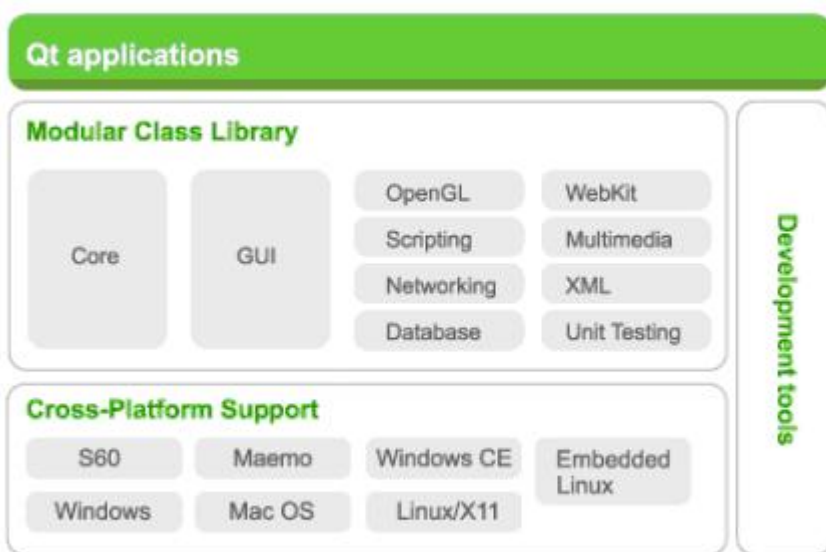 Qt applications
Modular Class Library
Core
GUI
OpenGL
WebKit
Scripting
Multimedia
Networking
XML
Database
Unit Testing
Development tools
Cross-Platform Support
S60
Maemo
Windows CE
Embedded
Linux
Windows
Mac OS
Linux/X11